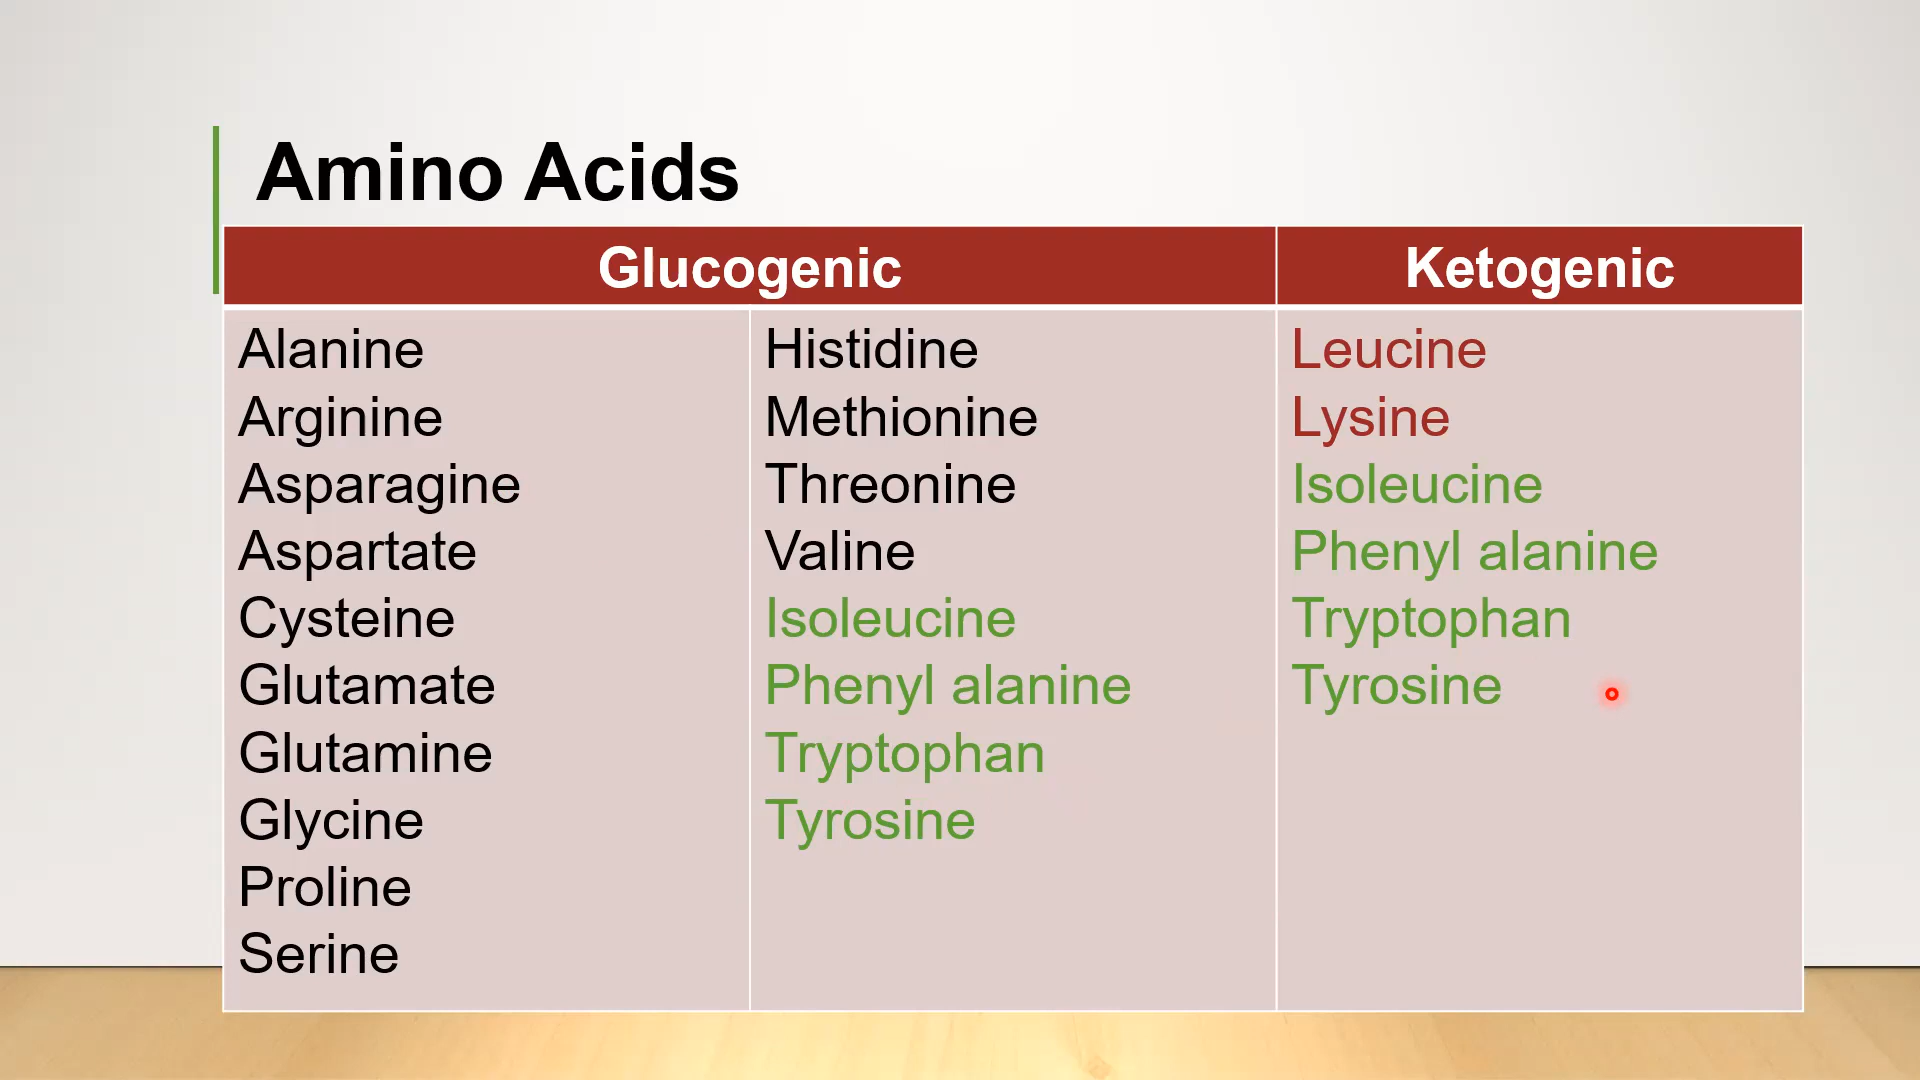 Amino Acids
Glucogenic
Ketogenic
Alanine
Arginine
Asparagine
Aspartate
Cysteine
Glutamate
Glutamine
Glycine
Proline
Serine
Histidine
Methionine
Threonine
Valine
Isoleucine
Phenyl alanine
Tryptophan
Tyrosine
Leucine
Lysine
Isoleucine
Phenyl alanine
Tryptophan
Tyrosine